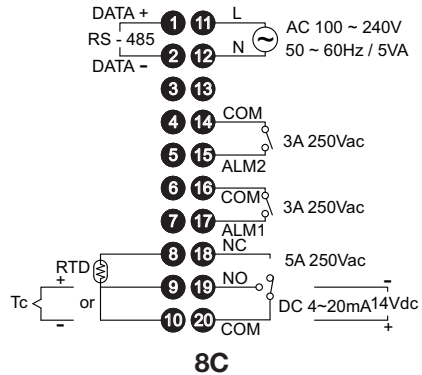 DATA + 1 11 L AC 100 ~ 240V
RS - 485
DATA - 2 12 N 50 ~ 60Hz / 5VA
3 13
4 14 COM
3A 250Vac
5 15 ALM2
6 16 COM
3A 250Vac
7 17 ALM1
8 18 NC
RTD 5A 250Vac
+ 9 19 NO -
Tc or DC 4~20mA 14Vdc
- 10 20 COM +
8C